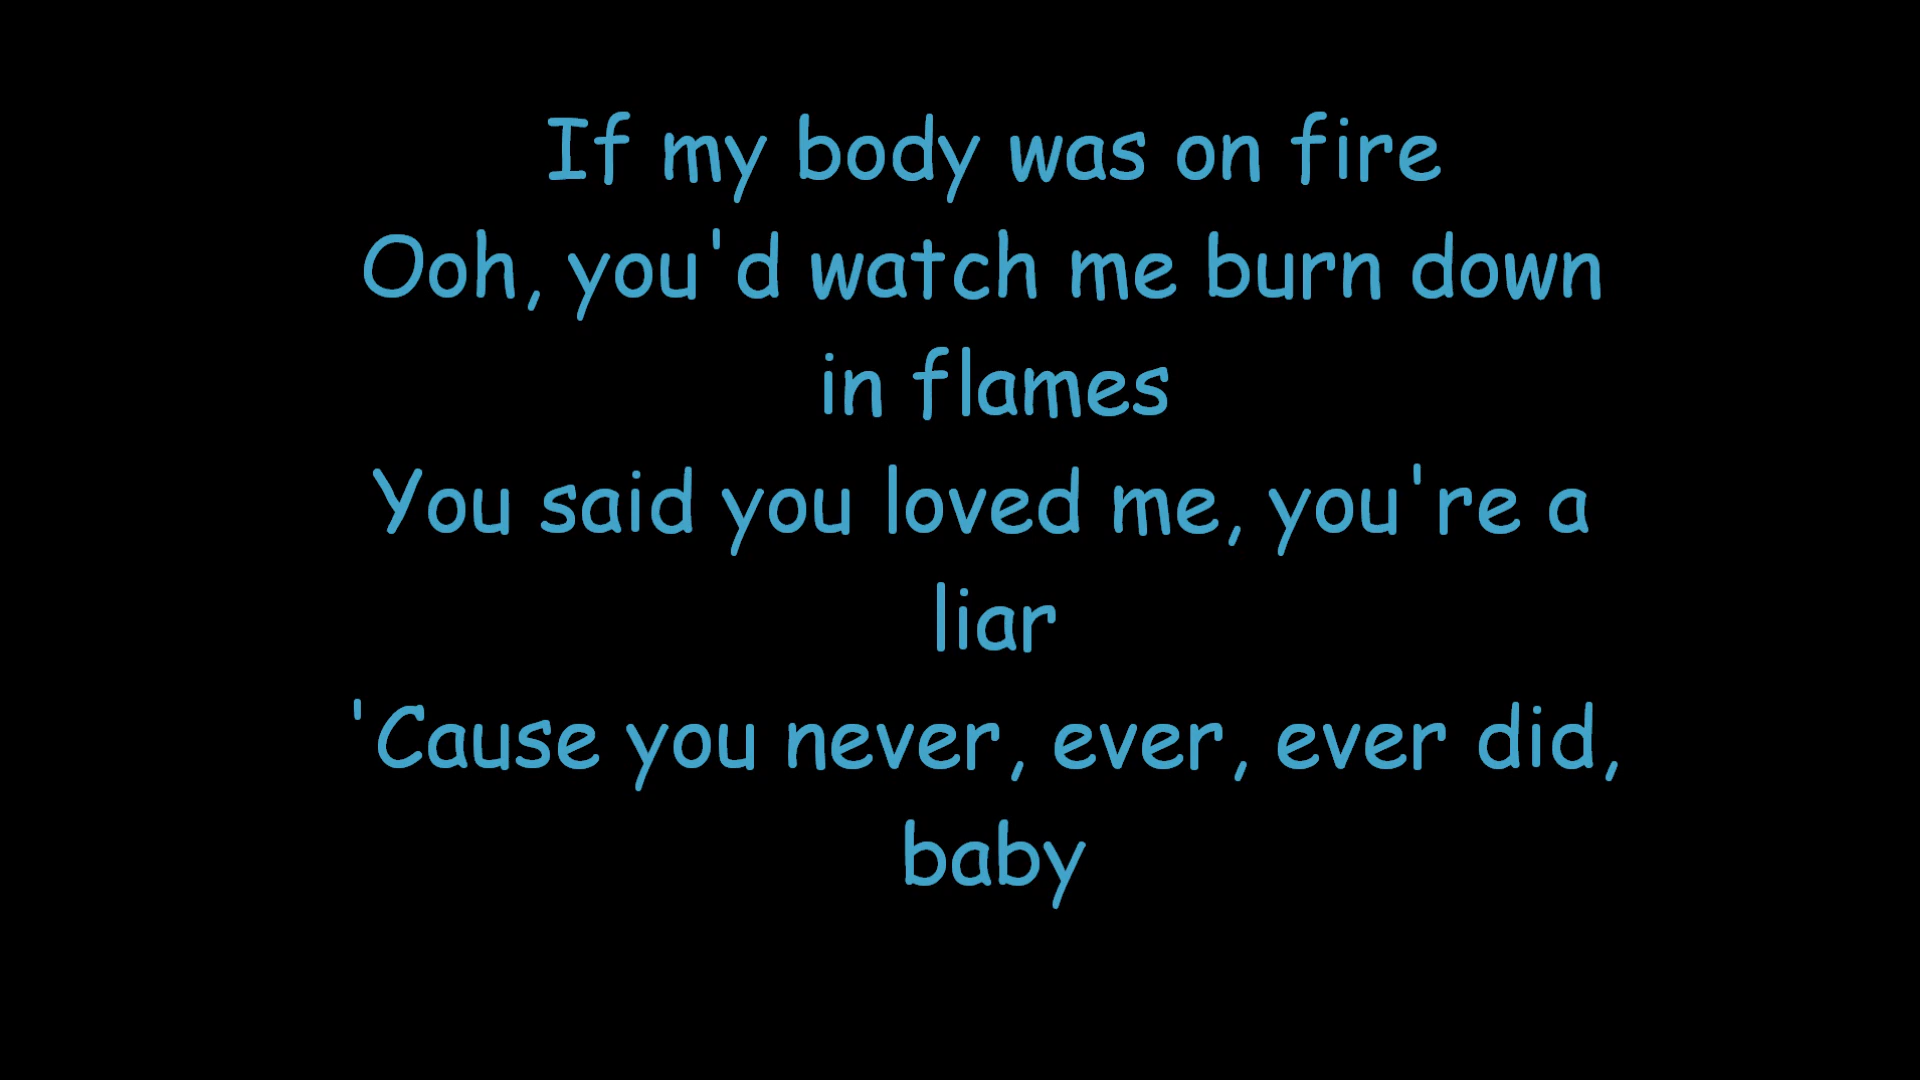 If my body was on fire
Ooh, you'd watch me burn down
in flames
You said you loved me, you're a
liar
'Cause you never, ever, ever did,
baby